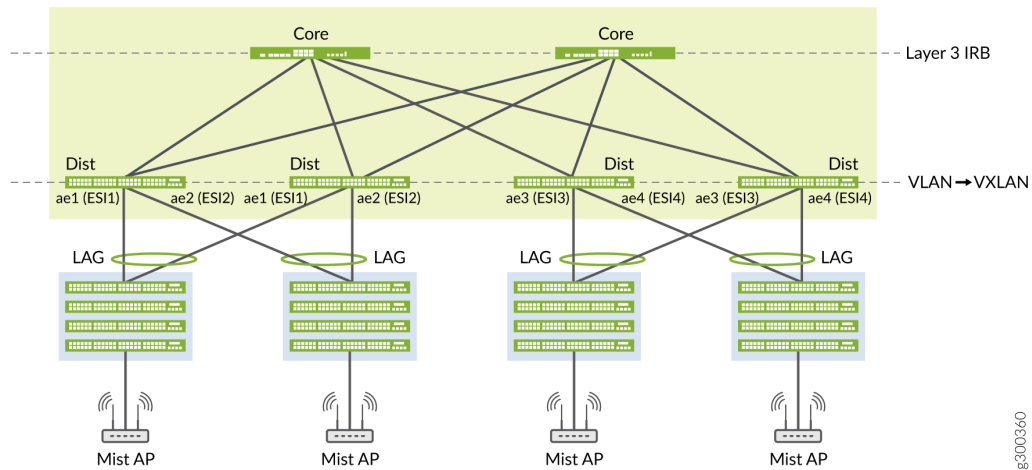 Core
Core
Layer 3 IRB
Dist
Dist
Dist
Dist
VLAN → VXLAN
ae1 (ESI1)
ae2 (ESI2)
ae1 (ESI1)
ae2 (ESI2)
ae3 (ESI3)
ae4 (ESI4)
ae3 (ESI3)
ae4 (ESI4)
LAG
LAG
LAG
LAG
Mist AP
Mist AP
Mist AP
Mist AP
g300360